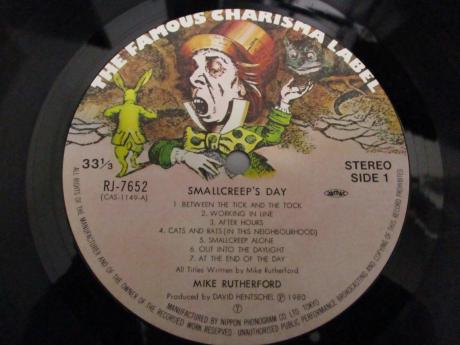 THE FAMOUS CHARISMA LABEL
33⅓
STEREO
SIDE 1
RJ-7652
(CAS-1149-A)
SMALLCREEP'S DAY
1. BETWEEN THE TICK AND THE TOCK
2. WORKING IN LINE
3. AFTER HOURS
4. CATS AND RATS (IN THIS NEIGHBOURHOOD)
5. SMALLCREEP ALONE
6. OUT INTO THE DAYLIGHT
7. AT THE END OF THE DAY
All Titles Written by Mike Rutherford
MIKE RUTHERFORD
Produced by DAVID HENTSCHEL Ⓟ 1980
Ⓨ
MANUFACTURED BY NIPPON PHONOGRAM CO. LTD. TOKYO.
ALL RIGHTS OF THE MANUFACTURER AND OF THE OWNER OF THE RECORDED WORK RESERVED · UNAUTHORISED PUBLIC PERFORMANCE BROADCASTING AND COPYING OF THIS RECORD PROHIBITED